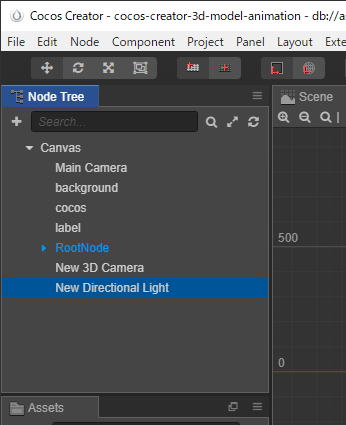 Cocos Creator - cocos-creator-3d-model-animation - db://a
File Edit Node Component Project Panel Layout Exter
Node Tree
Scene
Search...
Canvas
Main Camera
background
cocos
label
RootNode
New 3D Camera
New Directional Light
500
0
Assets